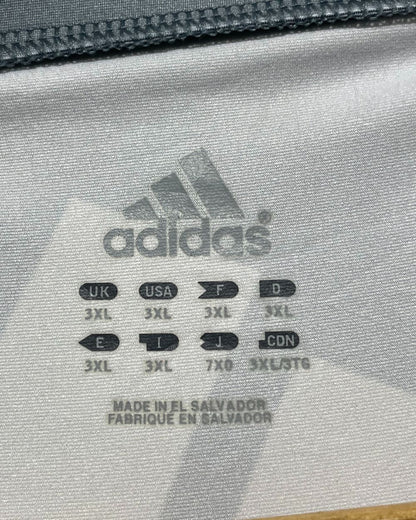 adidas®
UK USA F D
3XL 3XL 3XL 3XL
E I J CDN
3XL 3XL 7XO 3XL/3TG
MADE IN EL SALVADOR
FABRIQUE EN SALVADOR